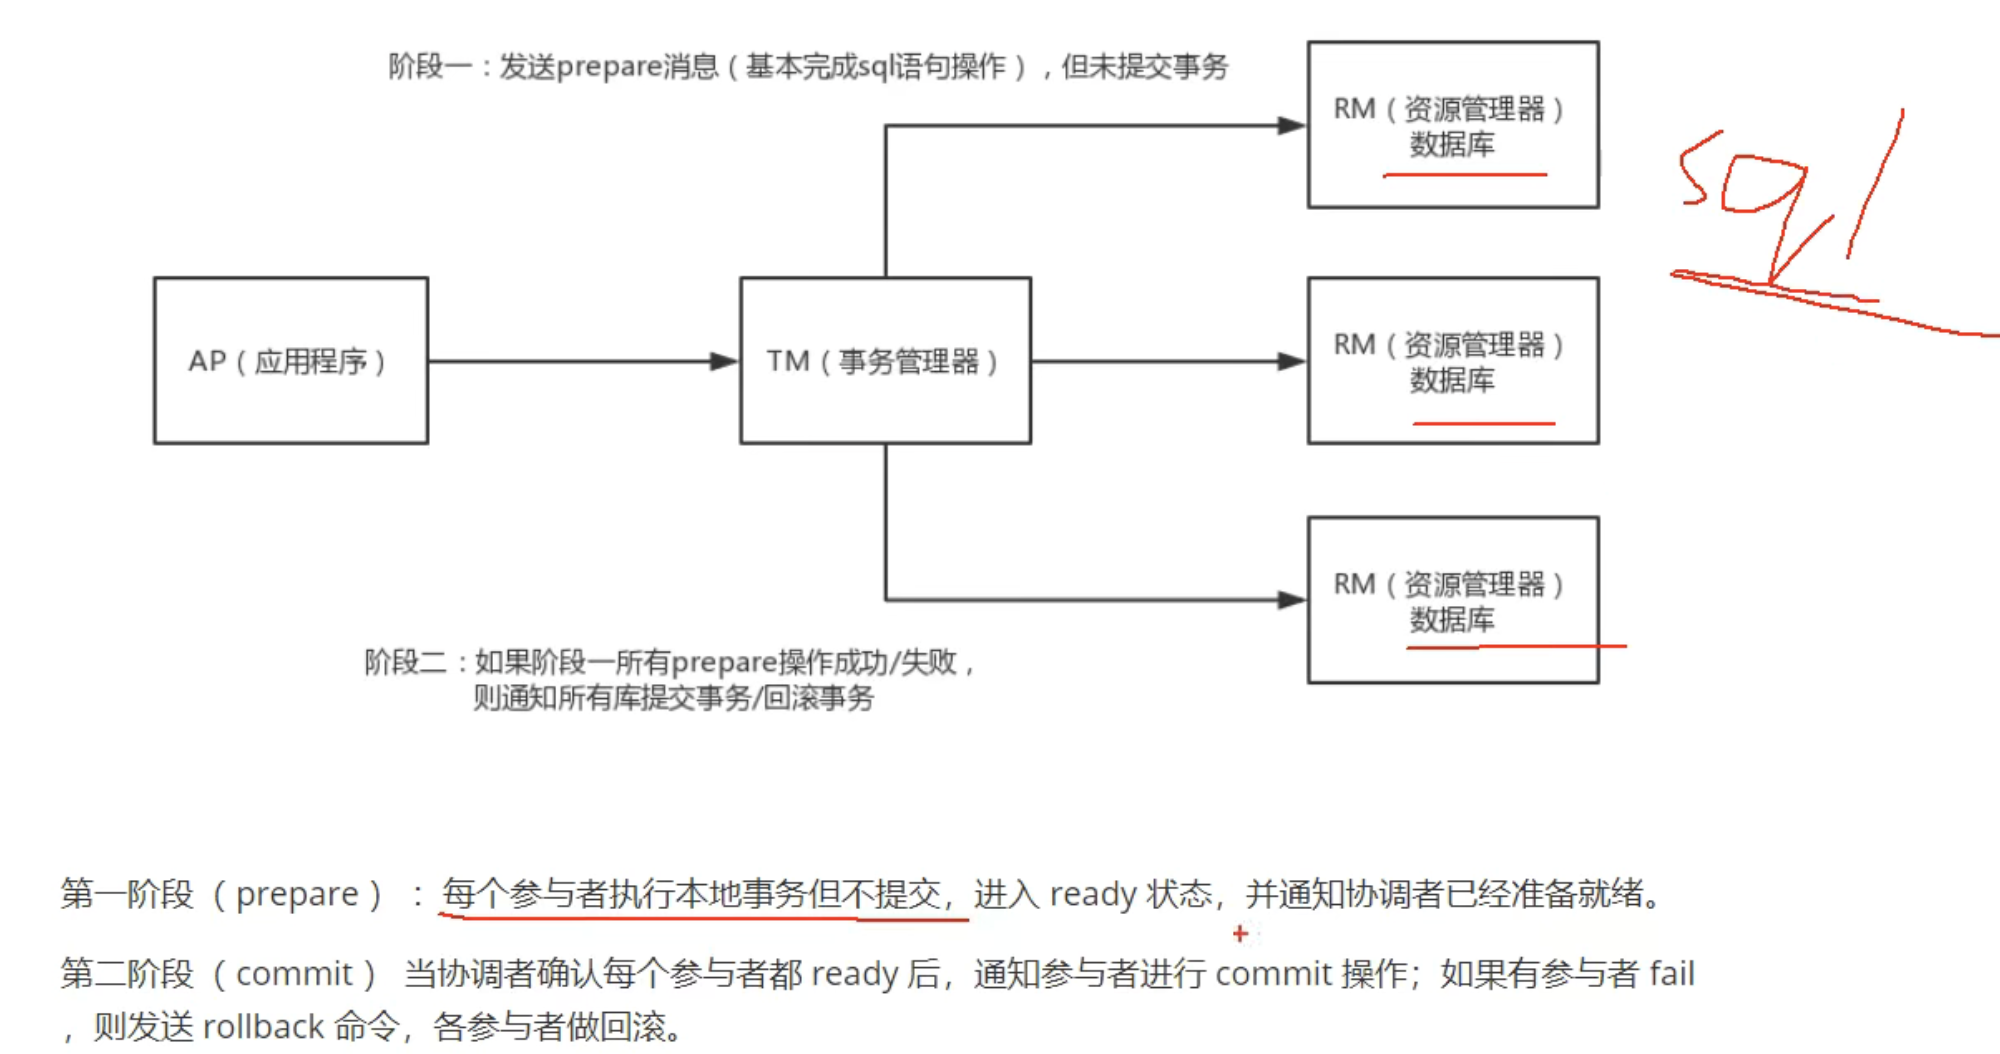 阶段一：发送prepare消息（基本完成sql语句操作），但未提交事务
RM（资源管理器）
数据库
sql
AP（应用程序）
TM（事务管理器）
RM（资源管理器）
数据库
RM（资源管理器）
数据库
阶段二：如果阶段一所有prepare操作成功/失败，
则通知所有库提交事务/回滚事务
第一阶段（prepare）：每个参与者执行本地事务但不提交，进入 ready 状态，并通知协调者已经准备就绪。
第二阶段（commit） 当协调者确认每个参与者都 ready 后，通知参与者进行 commit 操作；如果有参与者 fail
，则发送 rollback 命令，各参与者做回滚。